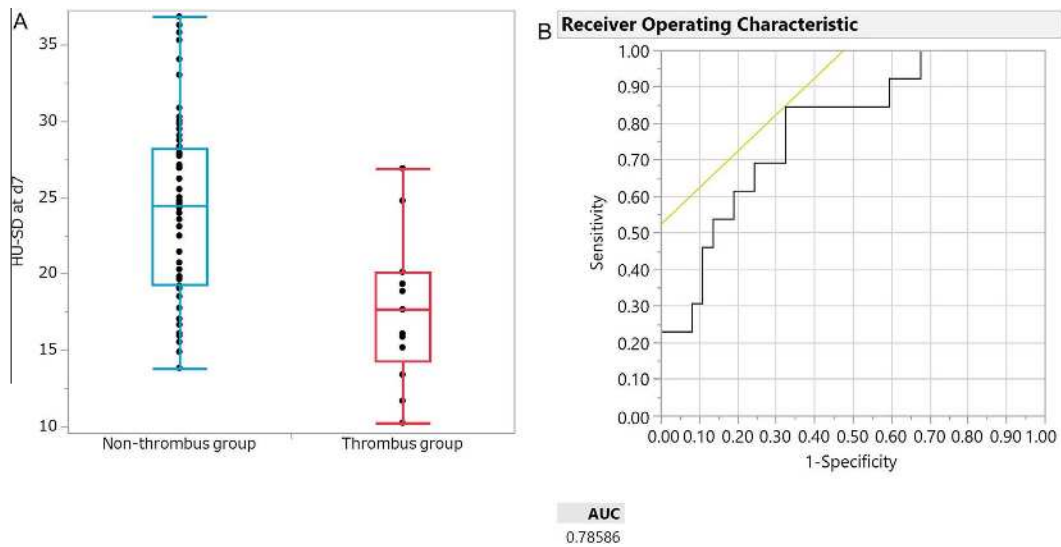 A
HU-SD at d7
35
30
25
20
15
10
Non-thrombus group
Thrombus group
B
Receiver Operating Characteristic
Sensitivity
1.00
0.90
0.80
0.70
0.60
0.50
0.40
0.30
0.20
0.10
0.00
0.00 0.10 0.20 0.30 0.40 0.50 0.60 0.70 0.80 0.90 1.00
1-Specificity
AUC
0.78586